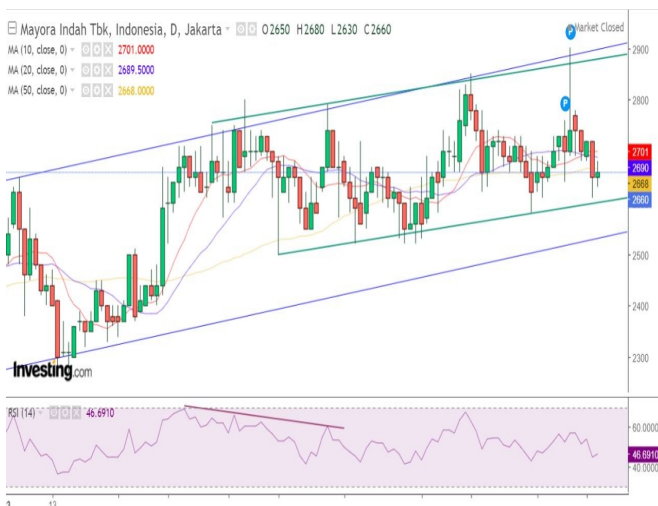 Mayora Indah Tbk, Indonesia, D, Jakarta O2650 H2680 L2630 C2660
Market Closed
MA (10, close, 0) 2701.0000
MA (20, close, 0) 2689.5000
MA (50, close, 0) 2668.0000
P
P
2900
2800
2701
2690
2668
2660
2500
2400
2300
Investing.com
RSI (14) 46.6910
60.0000
46.6910
40.0000